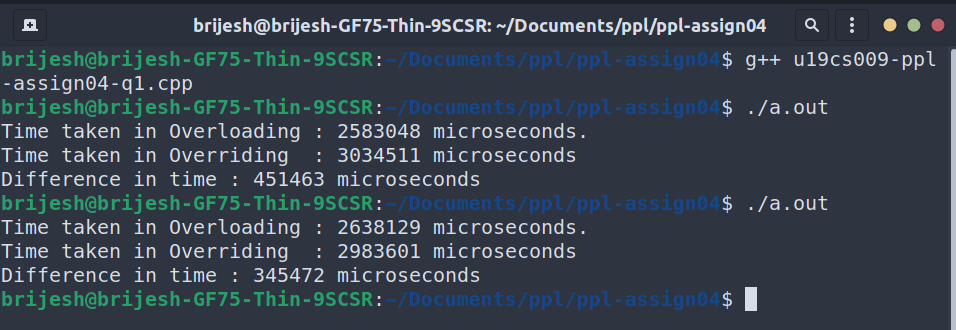 brijesh@brijesh-GF75-Thin-9SCSR: ~/Documents/ppl/ppl-assign04
brijesh@brijesh-GF75-Thin-9SCSR:~/Documents/ppl/ppl-assign04$ g++ u19cs009-ppl
-assign04-q1.cpp
brijesh@brijesh-GF75-Thin-9SCSR:~/Documents/ppl/ppl-assign04$ ./a.out
Time taken in Overloading : 2583048 microseconds.
Time taken in Overriding  : 3034511 microseconds
Difference in time : 451463 microseconds
brijesh@brijesh-GF75-Thin-9SCSR:~/Documents/ppl/ppl-assign04$ ./a.out
Time taken in Overloading : 2638129 microseconds.
Time taken in Overriding  : 2983601 microseconds
Difference in time : 345472 microseconds
brijesh@brijesh-GF75-Thin-9SCSR:~/Documents/ppl/ppl-assign04$